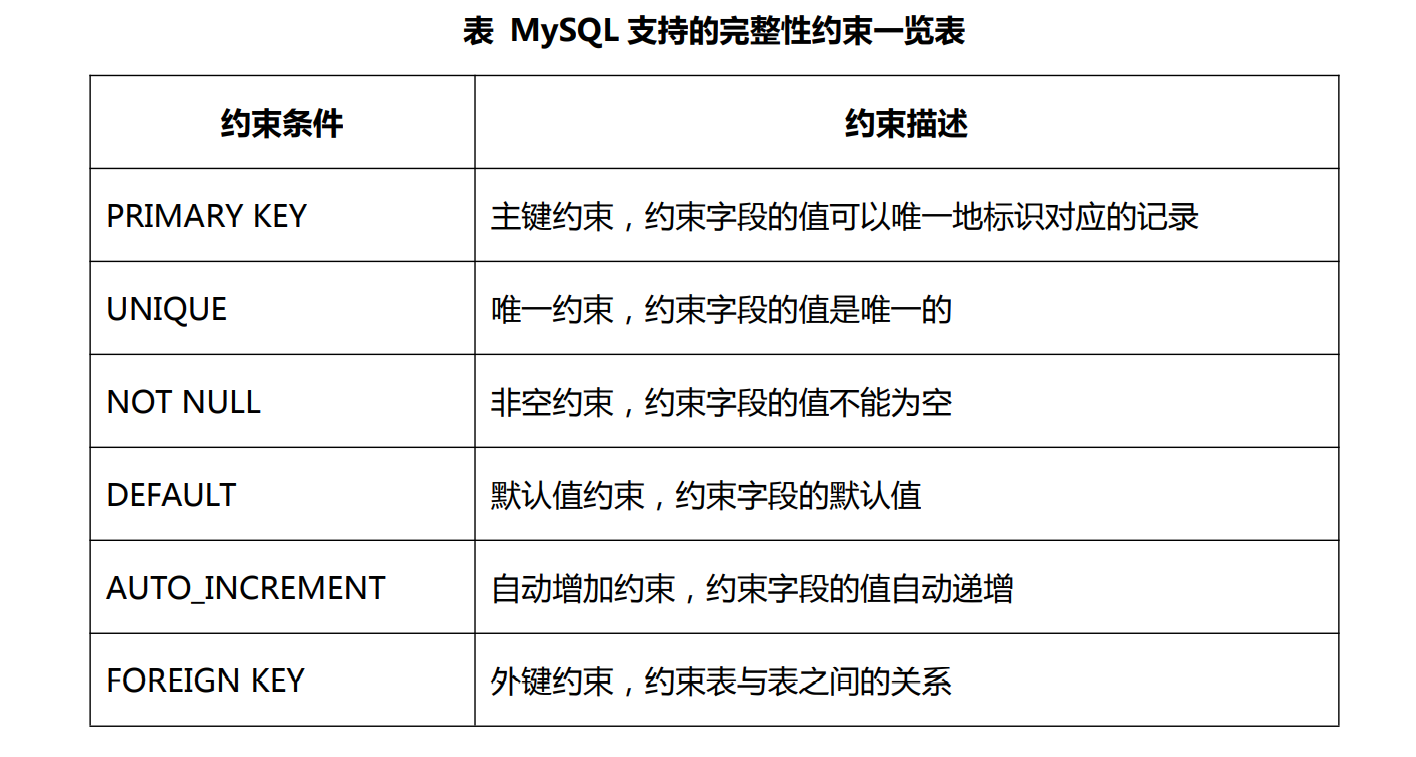 表 MySQL 支持的完整性约束一览表
约束条件 约束描述
PRIMARY KEY 主键约束，约束字段的值可以唯一地标识对应的记录
UNIQUE 唯一约束，约束字段的值是唯一的
NOT NULL 非空约束，约束字段的值不能为空
DEFAULT 默认值约束，约束字段的默认值
AUTO_INCREMENT 自动增加约束，约束字段的值自动递增
FOREIGN KEY 外键约束，约束表与表之间的关系